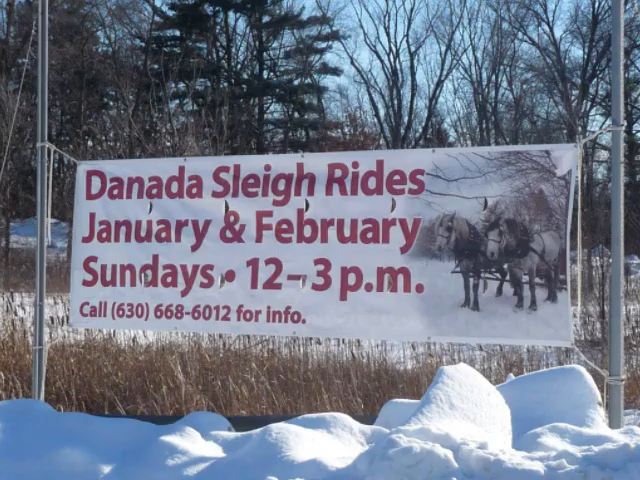 Danada Sleigh Rides
January & February
Sundays • 12–3 p.m.
Call (630) 668-6012 for info.